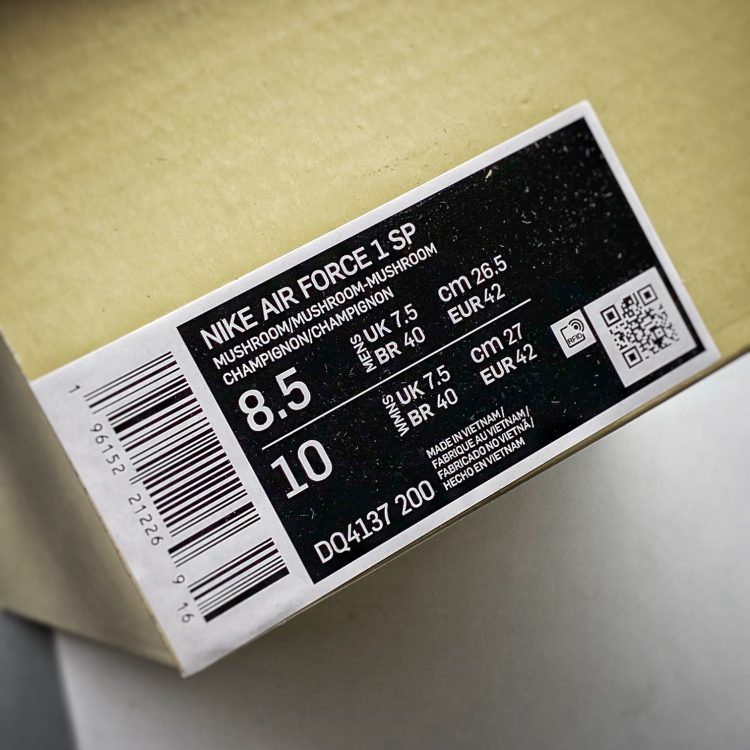 NIKE AIR FORCE 1 SP
MUSHROOM/MUSHROOM-MUSHROOM
CHAMPIGNON/CHAMPIGNON
8.5 MENS UK 7.5 cm 26.5
BR 40 EUR 42
10 WMNS UK 7.5 cm 27
BR 40 EUR 42
DQ4137 200
MADE IN VIETNAM/
FABRIQUE AU VIETNAM/
FABRICADO NO VIETNÃ/
HECHO EN VIETNAM
RFID
1 96152 21226 9 16